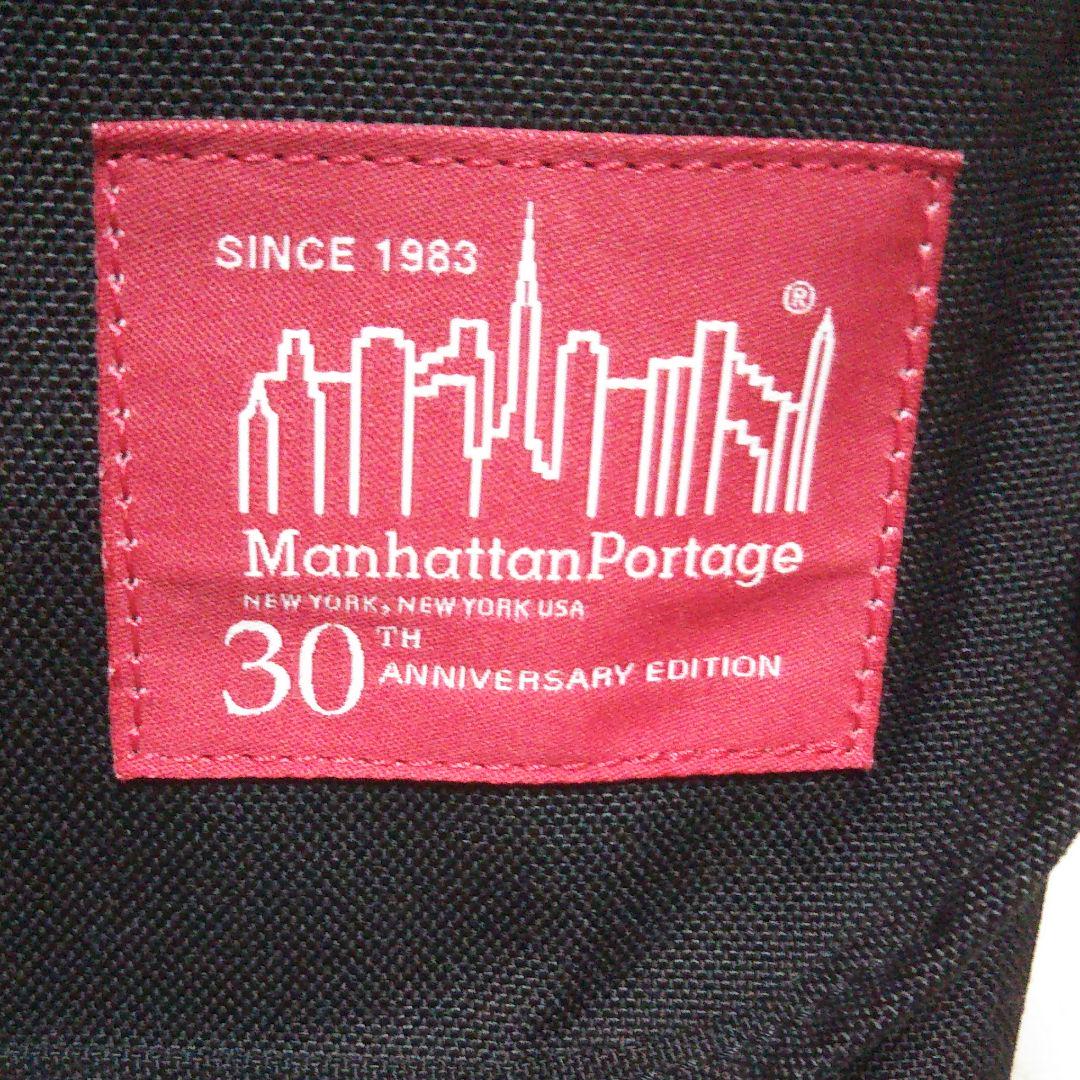 SINCE 1983
®
ManhattanPortage
NEW YORK, NEW YORK USA
30TH ANNIVERSARY EDITION